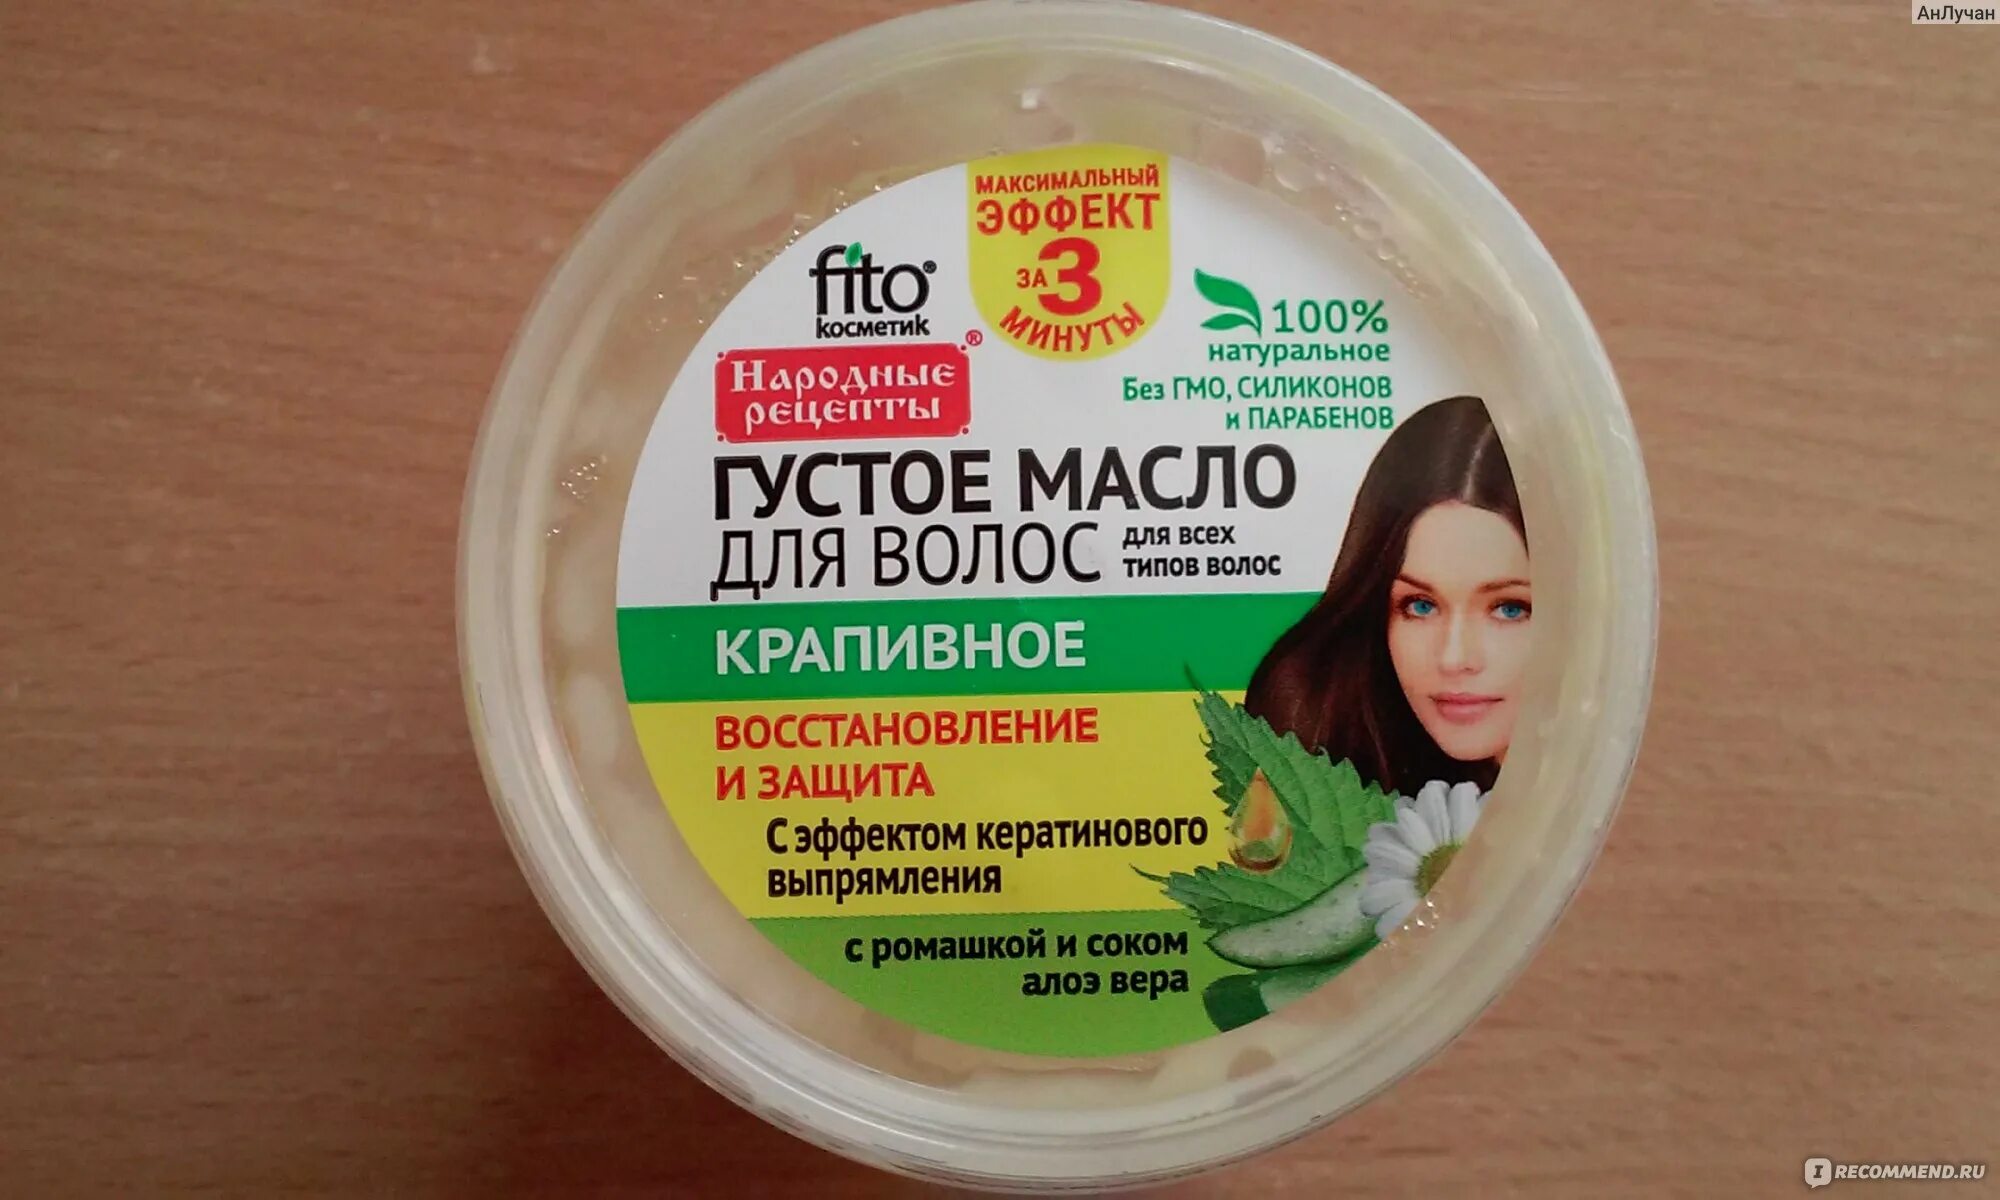 АнЛучан
МАКСИМАЛЬНЫЙ
ЭФФЕКТ
ЗА 3
МИНУТЫ
fito®
косметик
Народные
рецепты®
100%
натуральное
Без ГМО, СИЛИКОНОВ
и ПАРАБЕНОВ
ГУСТОЕ МАСЛО
ДЛЯ ВОЛОС
для всех
типов волос
КРАПИВНОЕ
ВОССТАНОВЛЕНИЕ
И ЗАЩИТА
С эффектом кератинового
выпрямления
с ромашкой и соком
алоэ вера
I RECOMMEND.RU